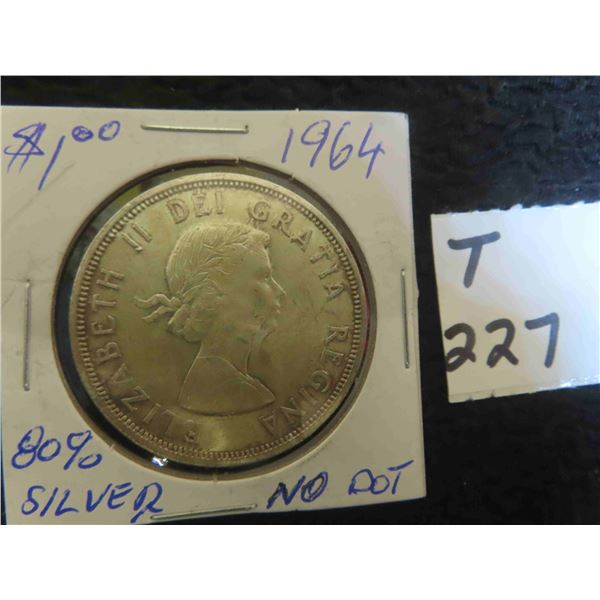 $1.00 1964
ELIZABETH II DEI GRATIA REGINA
80% 
SILVER NO DOT
T
227